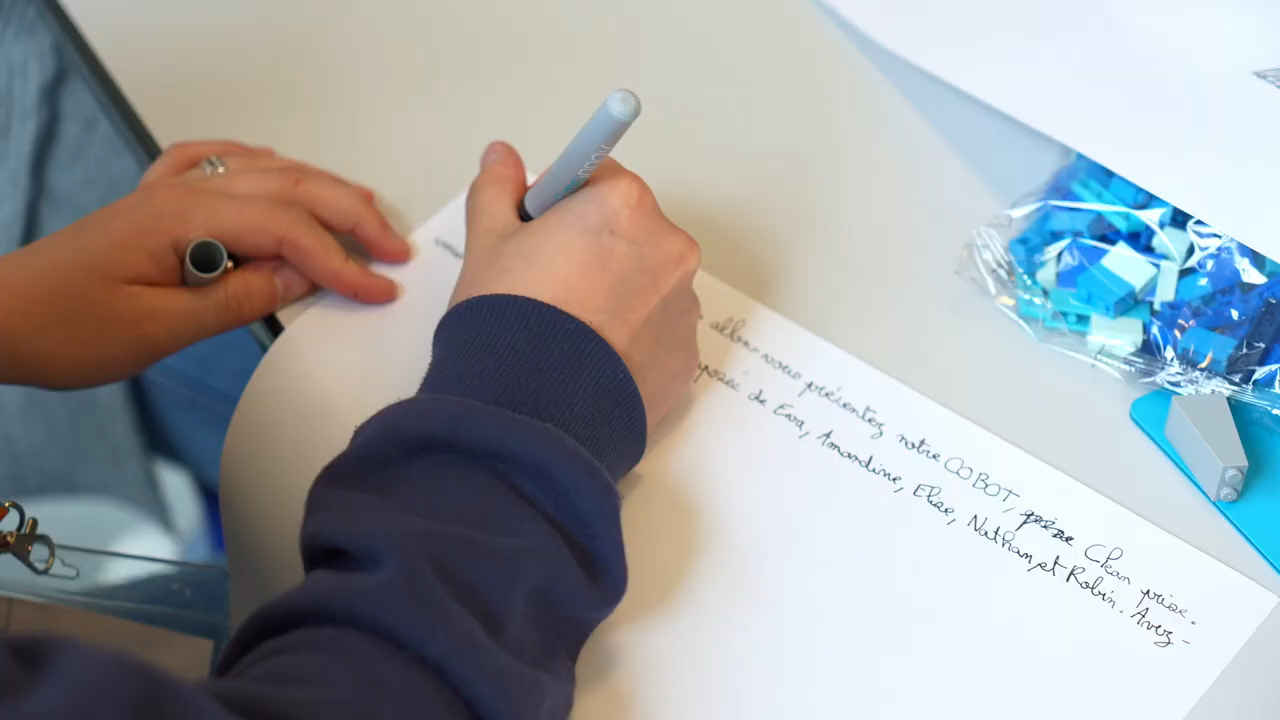 allons vous présentez notre COBOT, Clean prise.
de Eva, Amandine, Elise, Nathan et Robin. Avez-